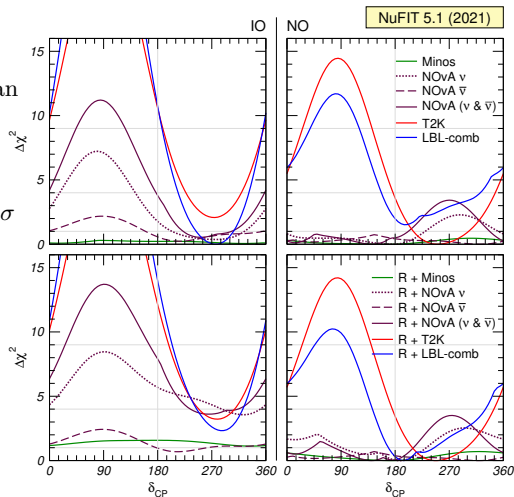 NuFIT 5.1 (2021)
IO
NO
an
σ
15
10
5
0
Δχ²
Minos
NOvA ν
NOvA ν̄
NOvA (ν & ν̄)
T2K
LBL-comb
15
10
5
0
Δχ²
R + Minos
R + NOvA ν
R + NOvA ν̄
R + NOvA (ν & ν̄)
R + T2K
R + LBL-comb
0 90 180 270 360
0 90 180 270 360
δCP
δCP